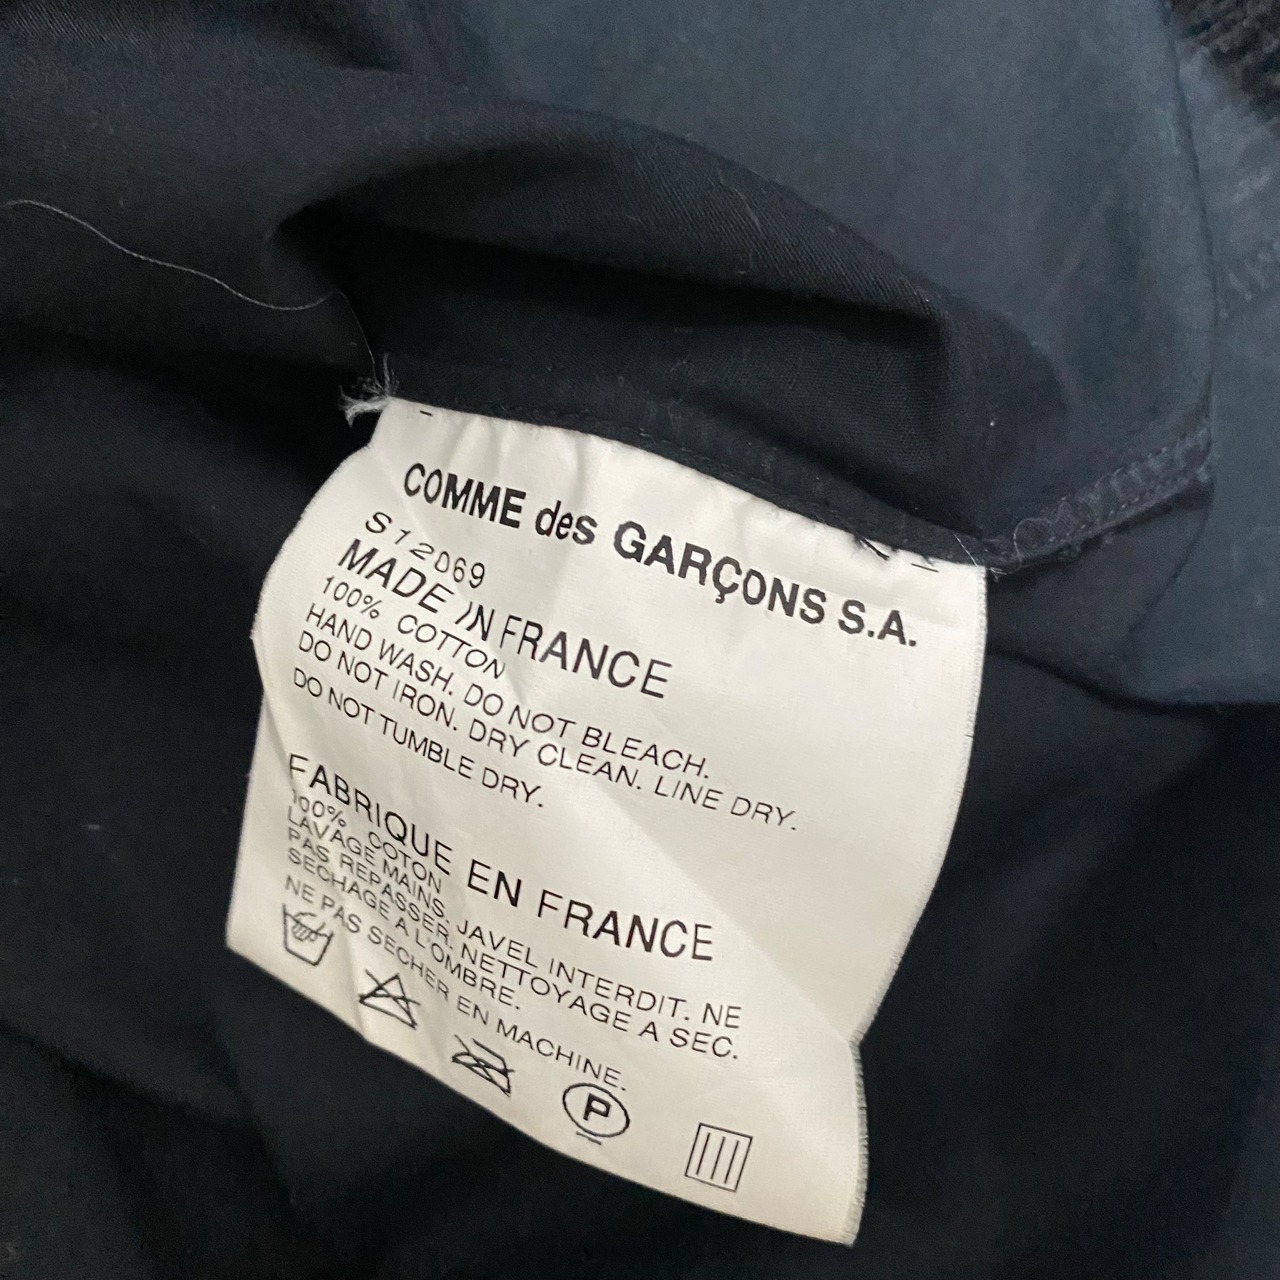 COMME des GARÇONS S.A.
S12069
MADE IN FRANCE
100% COTTON
HAND WASH. DO NOT BLEACH.
DO NOT IRON. DRY CLEAN. LINE DRY.
DO NOT TUMBLE DRY.
FABRIQUE EN FRANCE
100% COTON
LAVAGE MAINS. JAVEL INTERDIT. NE
PAS REPASSER. NETTOYAGE A SEC.
SECHAGE A L'OMBRE.
NE PAS SECHER EN MACHINE.
P